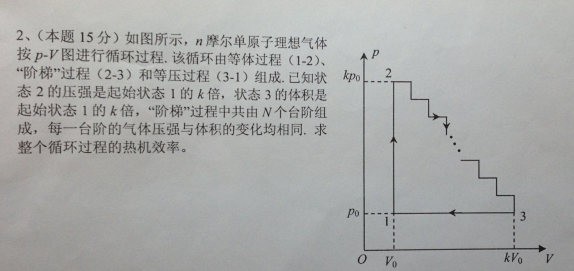 2、（本题 15 分）如图所示，n 摩尔单原子理想气体
按 p-V 图进行循环过程. 该循环由等体过程（1-2）、
“阶梯”过程（2-3）和等压过程（3-1）组成. 已知状
态 2 的压强是起始状态 1 的 k 倍，状态 3 的体积是
起始状态 1 的 k 倍，“阶梯”过程中共由 N 个台阶组
成，每一台阶的气体压强与体积的变化均相同. 求
整个循环过程的热机效率。
p
kp₀
2
p₀
1
3
O
V₀
kV₀
V